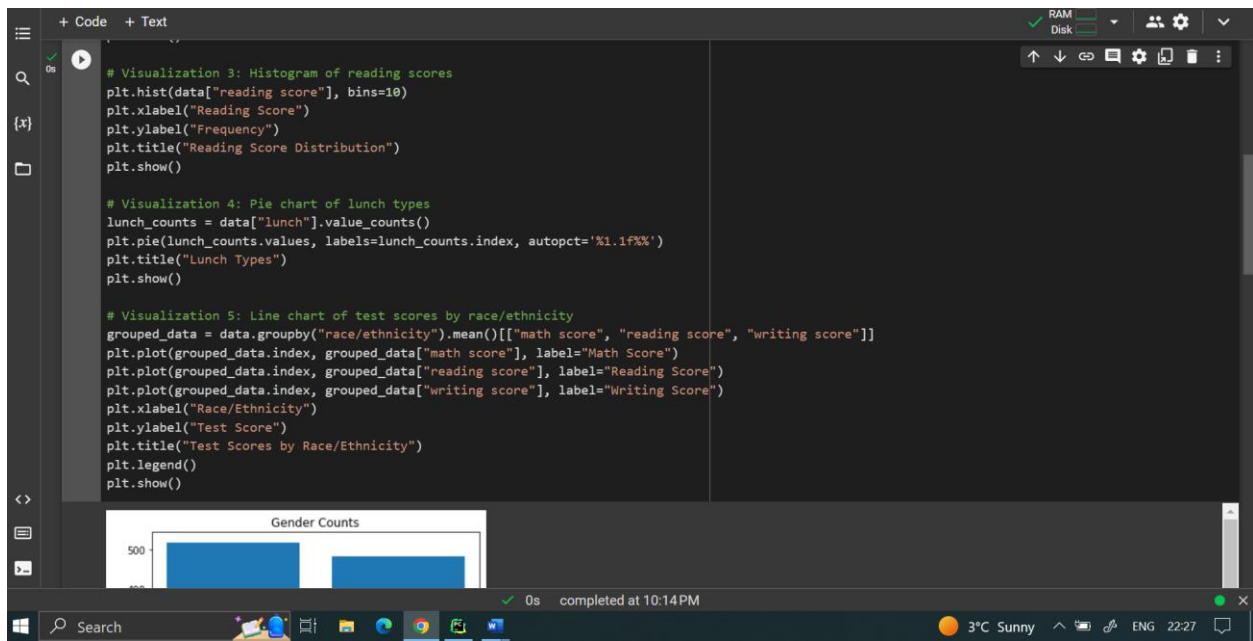 + Code + Text
RAM
Disk
0s
# Visualization 3: Histogram of reading scores
plt.hist(data["reading score"], bins=10)
plt.xlabel("Reading Score")
plt.ylabel("Frequency")
plt.title("Reading Score Distribution")
plt.show()
# Visualization 4: Pie chart of lunch types
lunch_counts = data["lunch"].value_counts()
plt.pie(lunch_counts.values, labels=lunch_counts.index, autopct='%1.1f%%')
plt.title("Lunch Types")
plt.show()
# Visualization 5: Line chart of test scores by race/ethnicity
grouped_data = data.groupby("race/ethnicity").mean()[["math score", "reading score", "writing score"]]
plt.plot(grouped_data.index, grouped_data["math score"], label="Math Score")
plt.plot(grouped_data.index, grouped_data["reading score"], label="Reading Score")
plt.plot(grouped_data.index, grouped_data["writing score"], label="Writing Score")
plt.xlabel("Race/Ethnicity")
plt.ylabel("Test Score")
plt.title("Test Scores by Race/Ethnicity")
plt.legend()
plt.show()
Gender Counts
500
0s completed at 10:14 PM
Search
3°C Sunny ENG 22:27